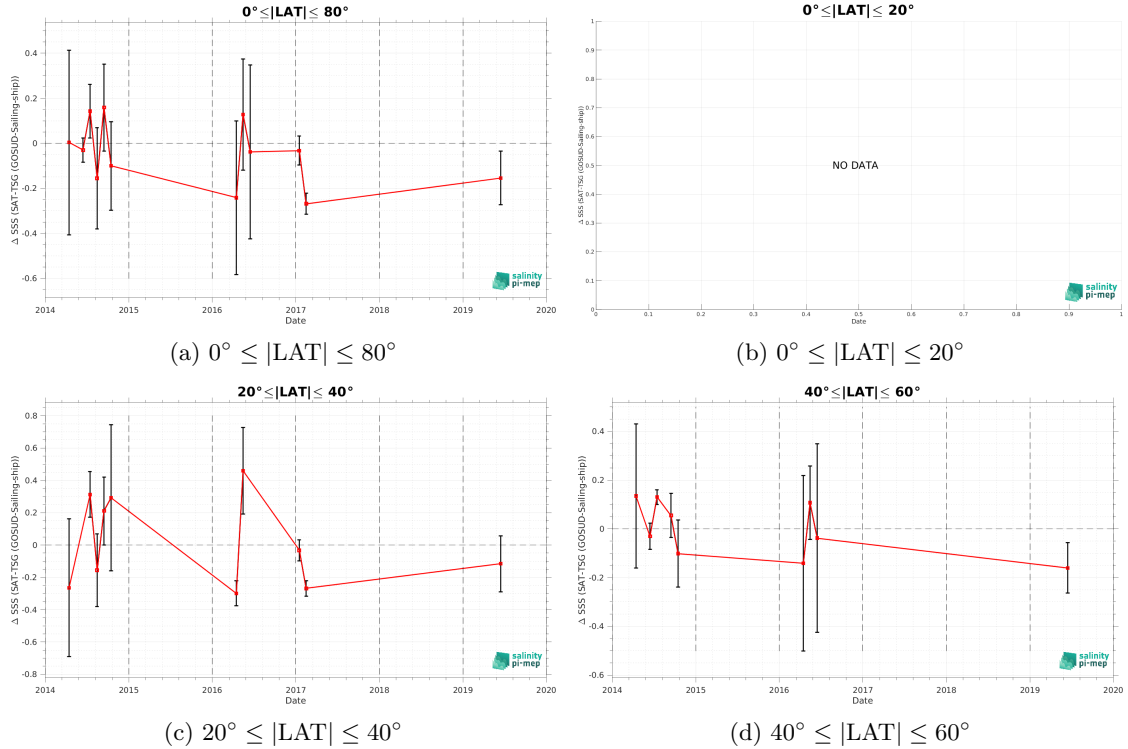 0°≤|LAT|≤ 80°
Δ SSS (SAT-TSG (GOSUD-Sailing-ship))
0.4
0.2
0
-0.2
-0.4
-0.6
2014
2015
2016
2017
2018
2019
2020
Date
salinity
pi-mep
(a) 0° ≤ |LAT| ≤ 80°
0°≤|LAT|≤ 20°
Δ SSS (SAT-TSG (GOSUD-Sailing-ship))
1
0.9
0.8
0.7
0.6
0.5
0.4
0.3
0.2
0.1
0
NO DATA
0
0.1
0.2
0.3
0.4
0.5
0.6
0.7
0.8
0.9
1
Date
salinity
pi-mep
(b) 0° ≤ |LAT| ≤ 20°
20°≤|LAT|≤ 40°
Δ SSS (SAT-TSG (GOSUD-Sailing-ship))
0.8
0.6
0.4
0.2
0
-0.2
-0.4
-0.6
-0.8
2014
2015
2016
2017
2018
2019
2020
Date
salinity
pi-mep
(c) 20° ≤ |LAT| ≤ 40°
40°≤|LAT|≤ 60°
Δ SSS (SAT-TSG (GOSUD-Sailing-ship))
0.4
0.2
0
-0.2
-0.4
-0.6
2014
2015
2016
2017
2018
2019
2020
Date
salinity
pi-mep
(d) 40° ≤ |LAT| ≤ 60°